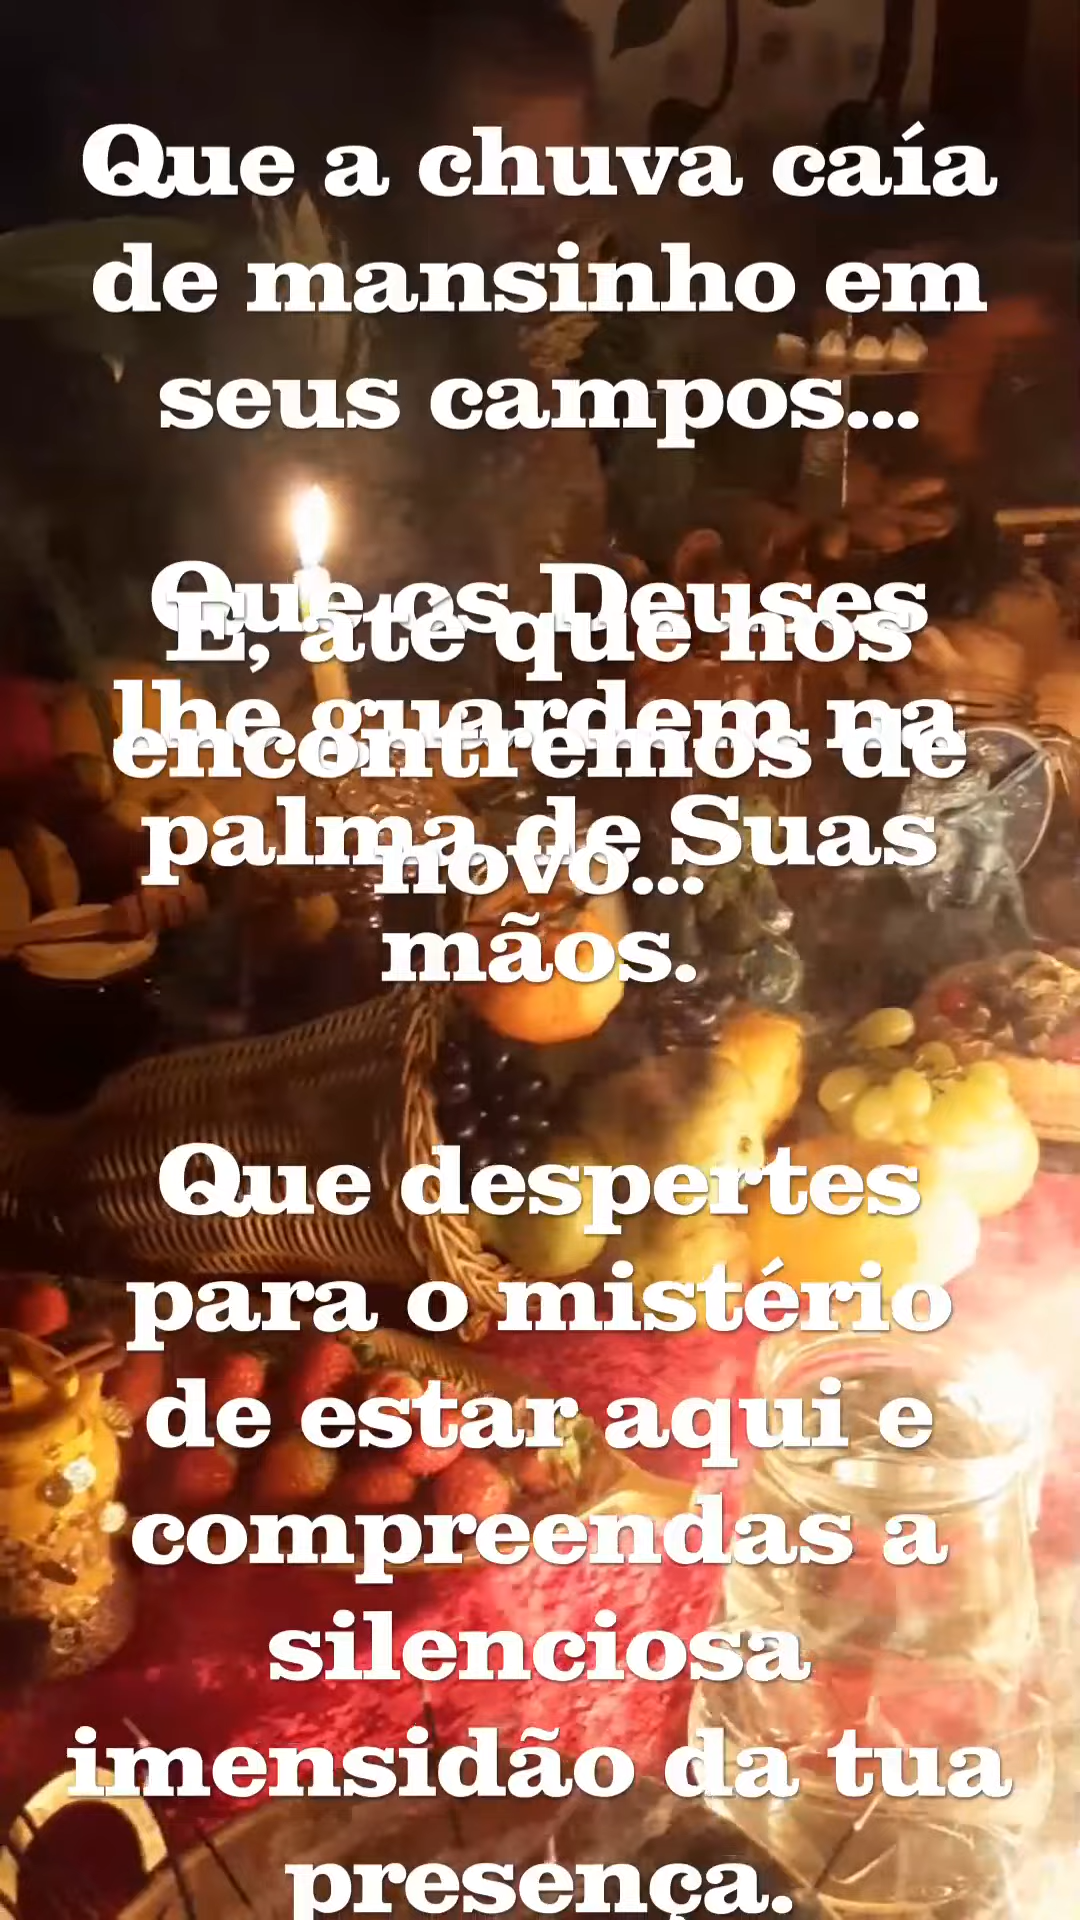 Que a chuva caía
de mansinho em
seus campos...
E, até que nos
encontremos de
novo...
Que os Deuses
lhe guardem na
palma de Suas
mãos.
Que despertes
para o mistério
de estar aqui e
compreendas a
silenciosa
imensidão da tua
presença.